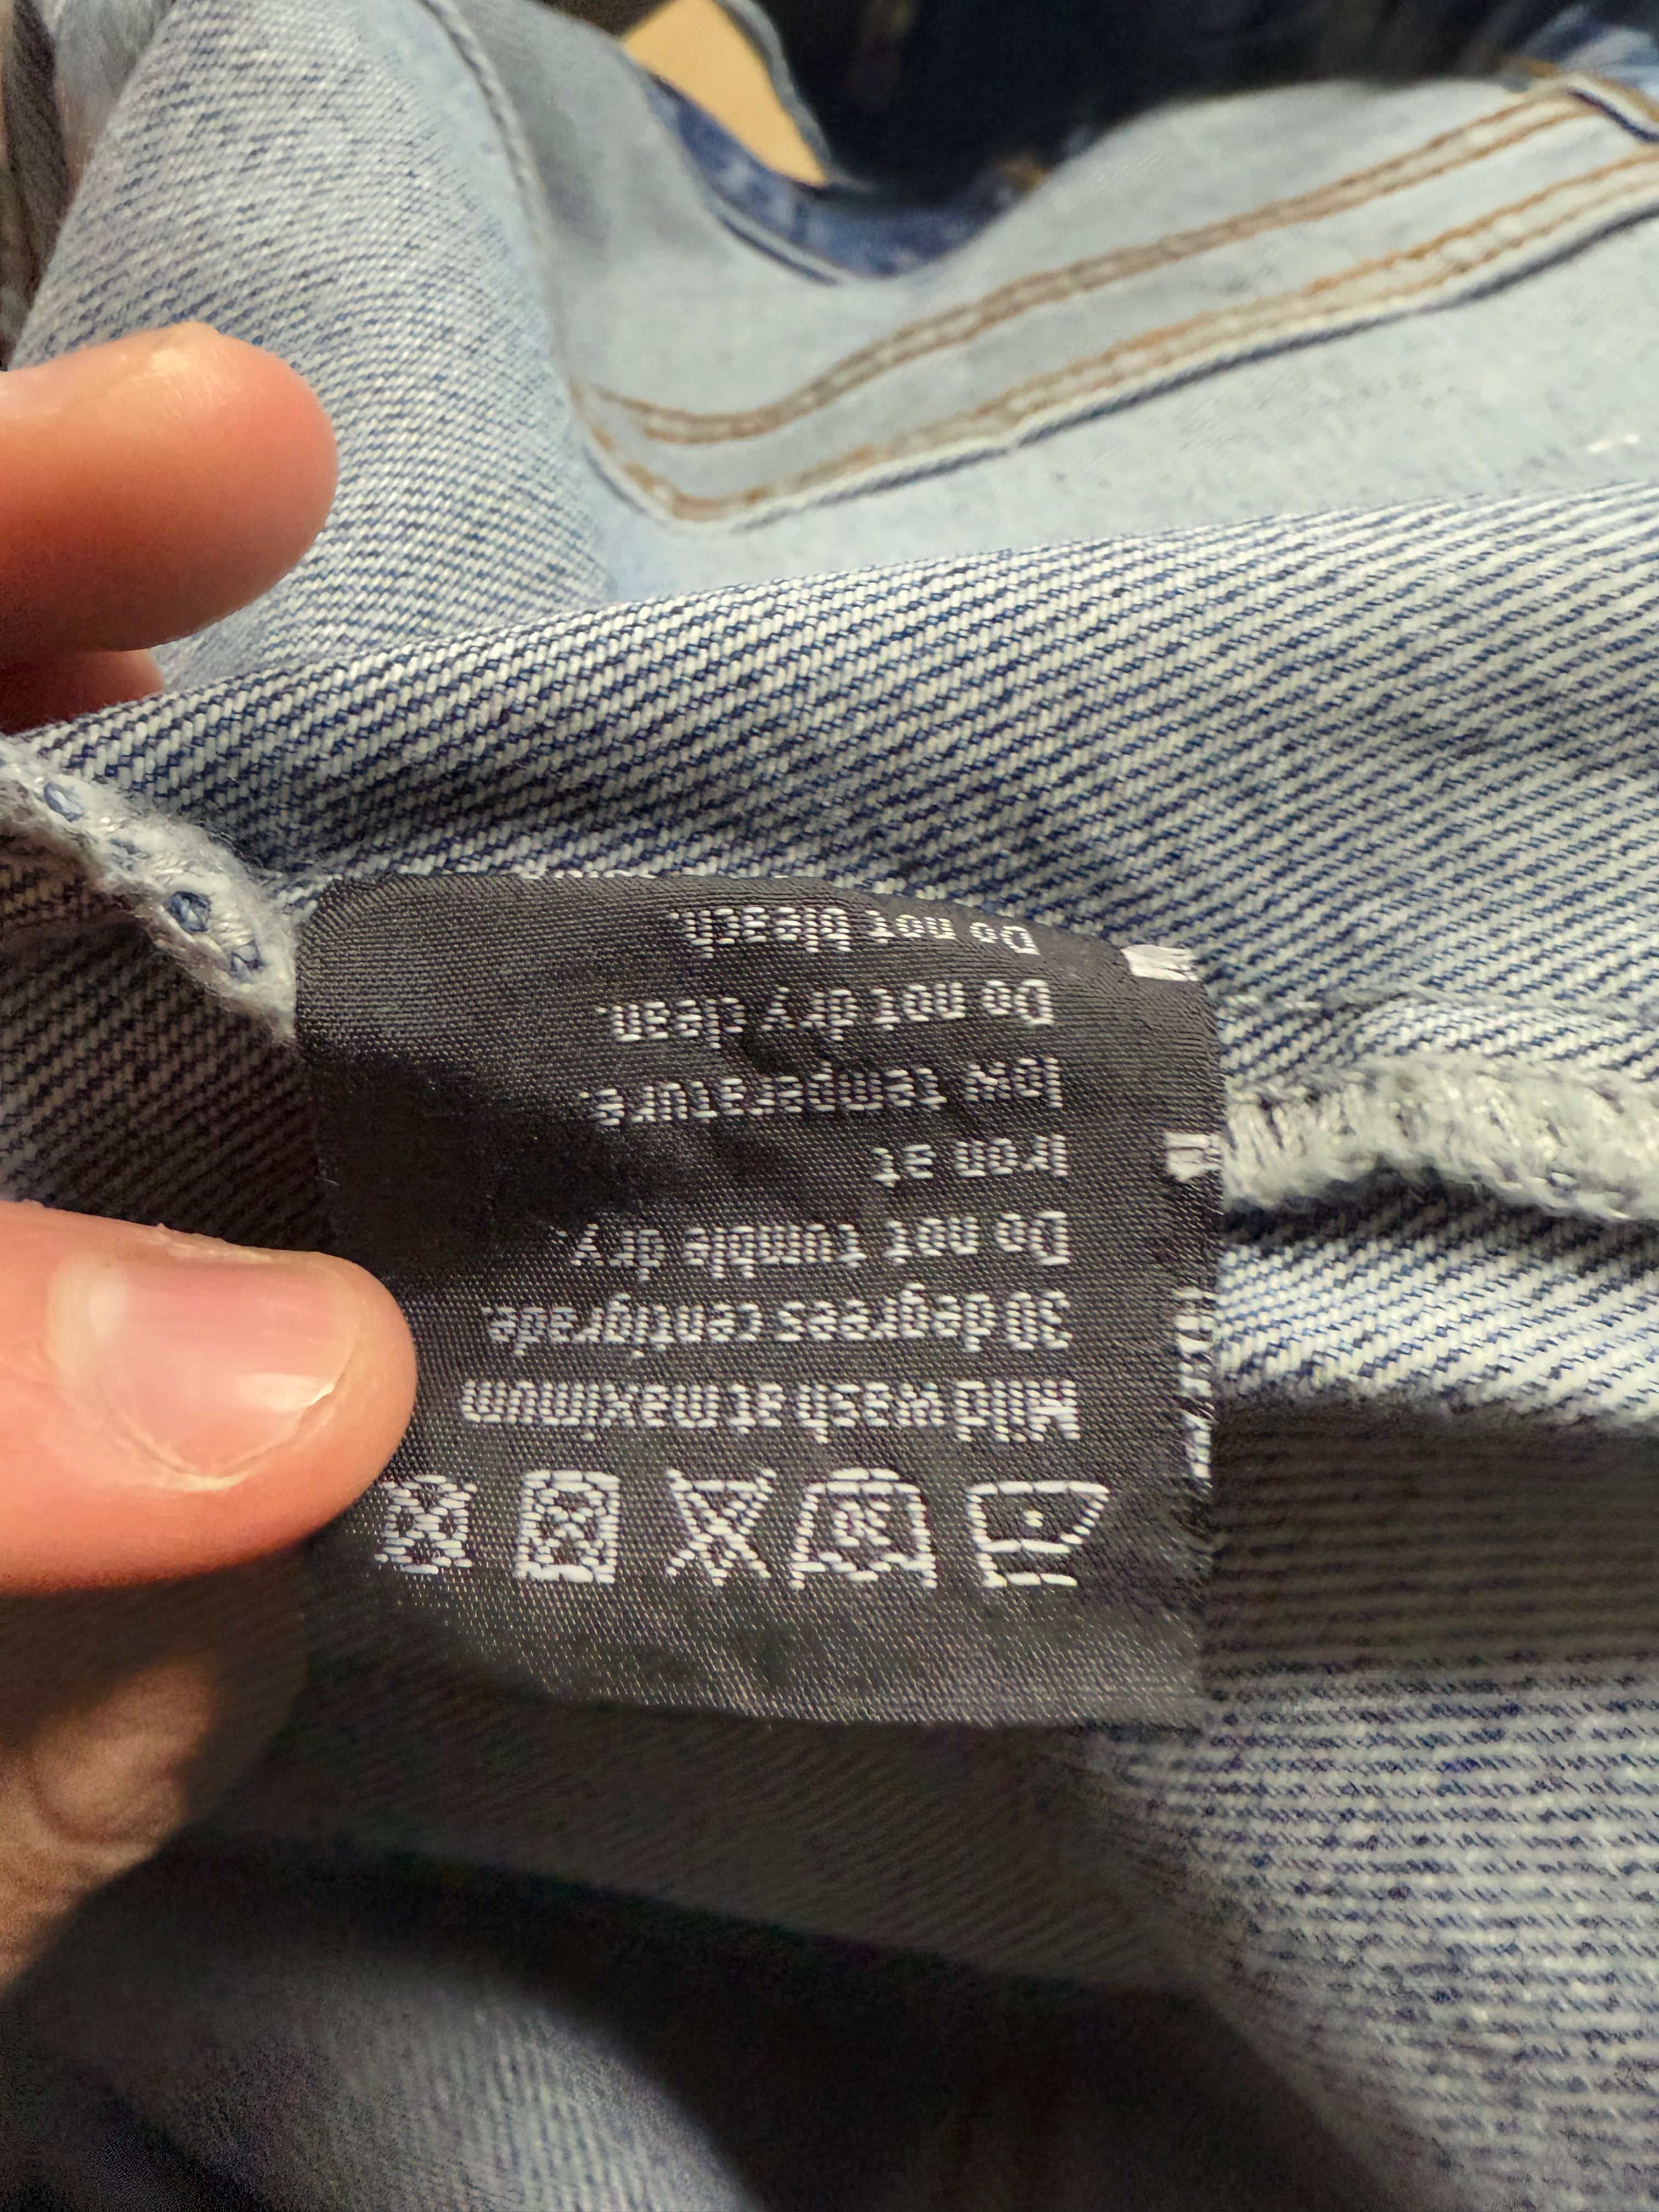 Mild wash at maximum
30 degrees centigrade
Do not tumble dry.
Iron at
low temperature.
Do not dry clean.
Do not bleach.